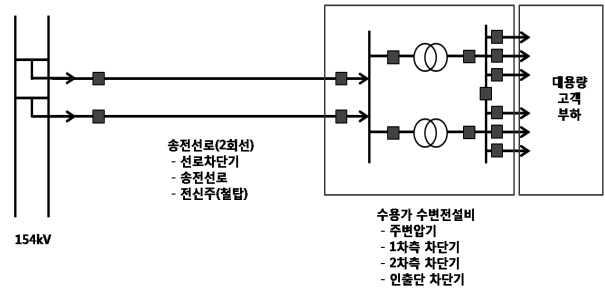 대용량
고객
부하
송전선로(2회선)
- 선로차단기
- 송전선로
- 전신주(철탑)
154kV
수용가 수변전설비
- 주변압기
- 1차측 차단기
- 2차측 차단기
- 인출단 차단기